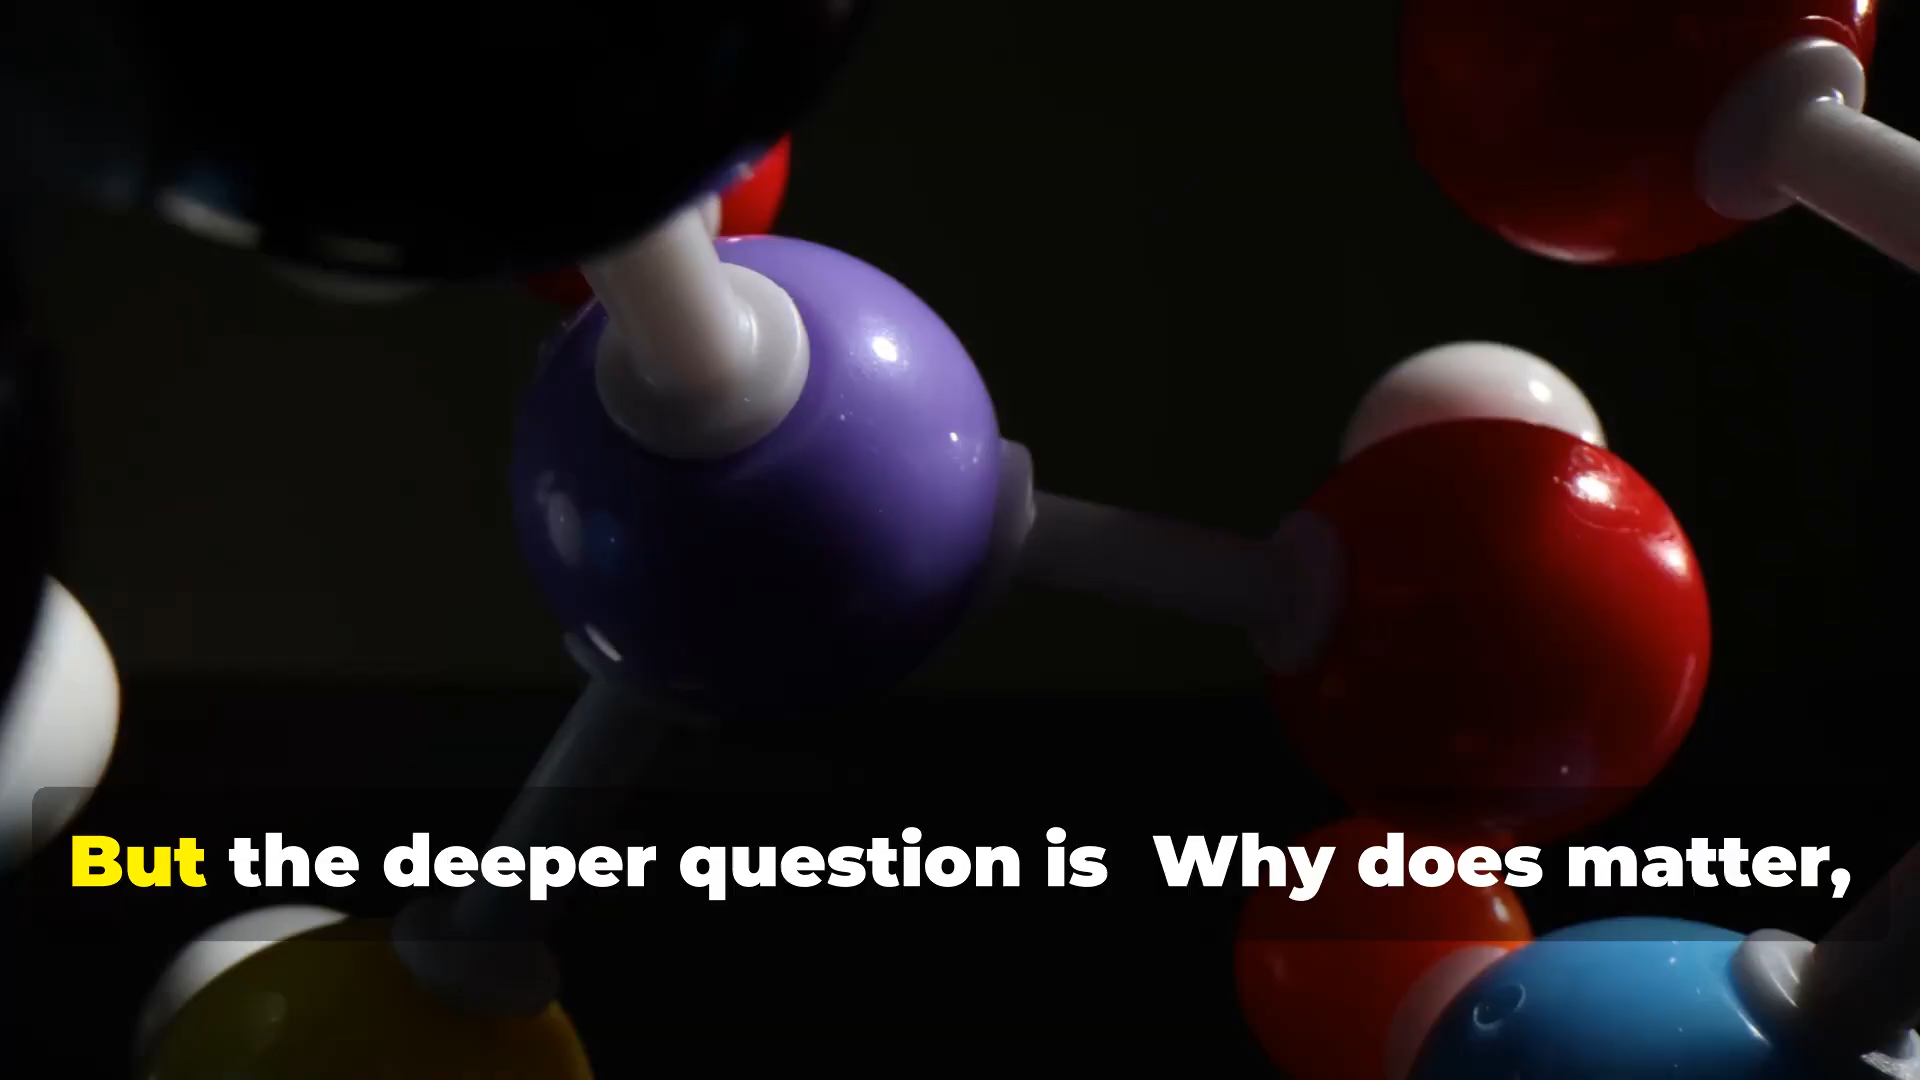 But the deeper question is  Why does matter,